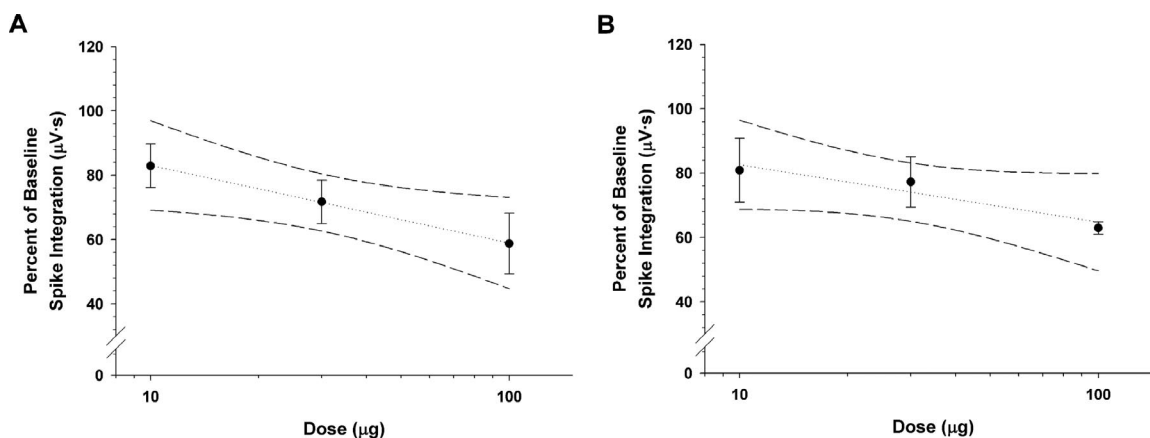 A
120
100
80
60
40
0
Percent of Baseline
Spike Integration (μV·s)
10
100
Dose (μg)
B
120
100
80
60
40
0
Percent of Baseline
Spike Integration (μV·s)
10
100
Dose (μg)